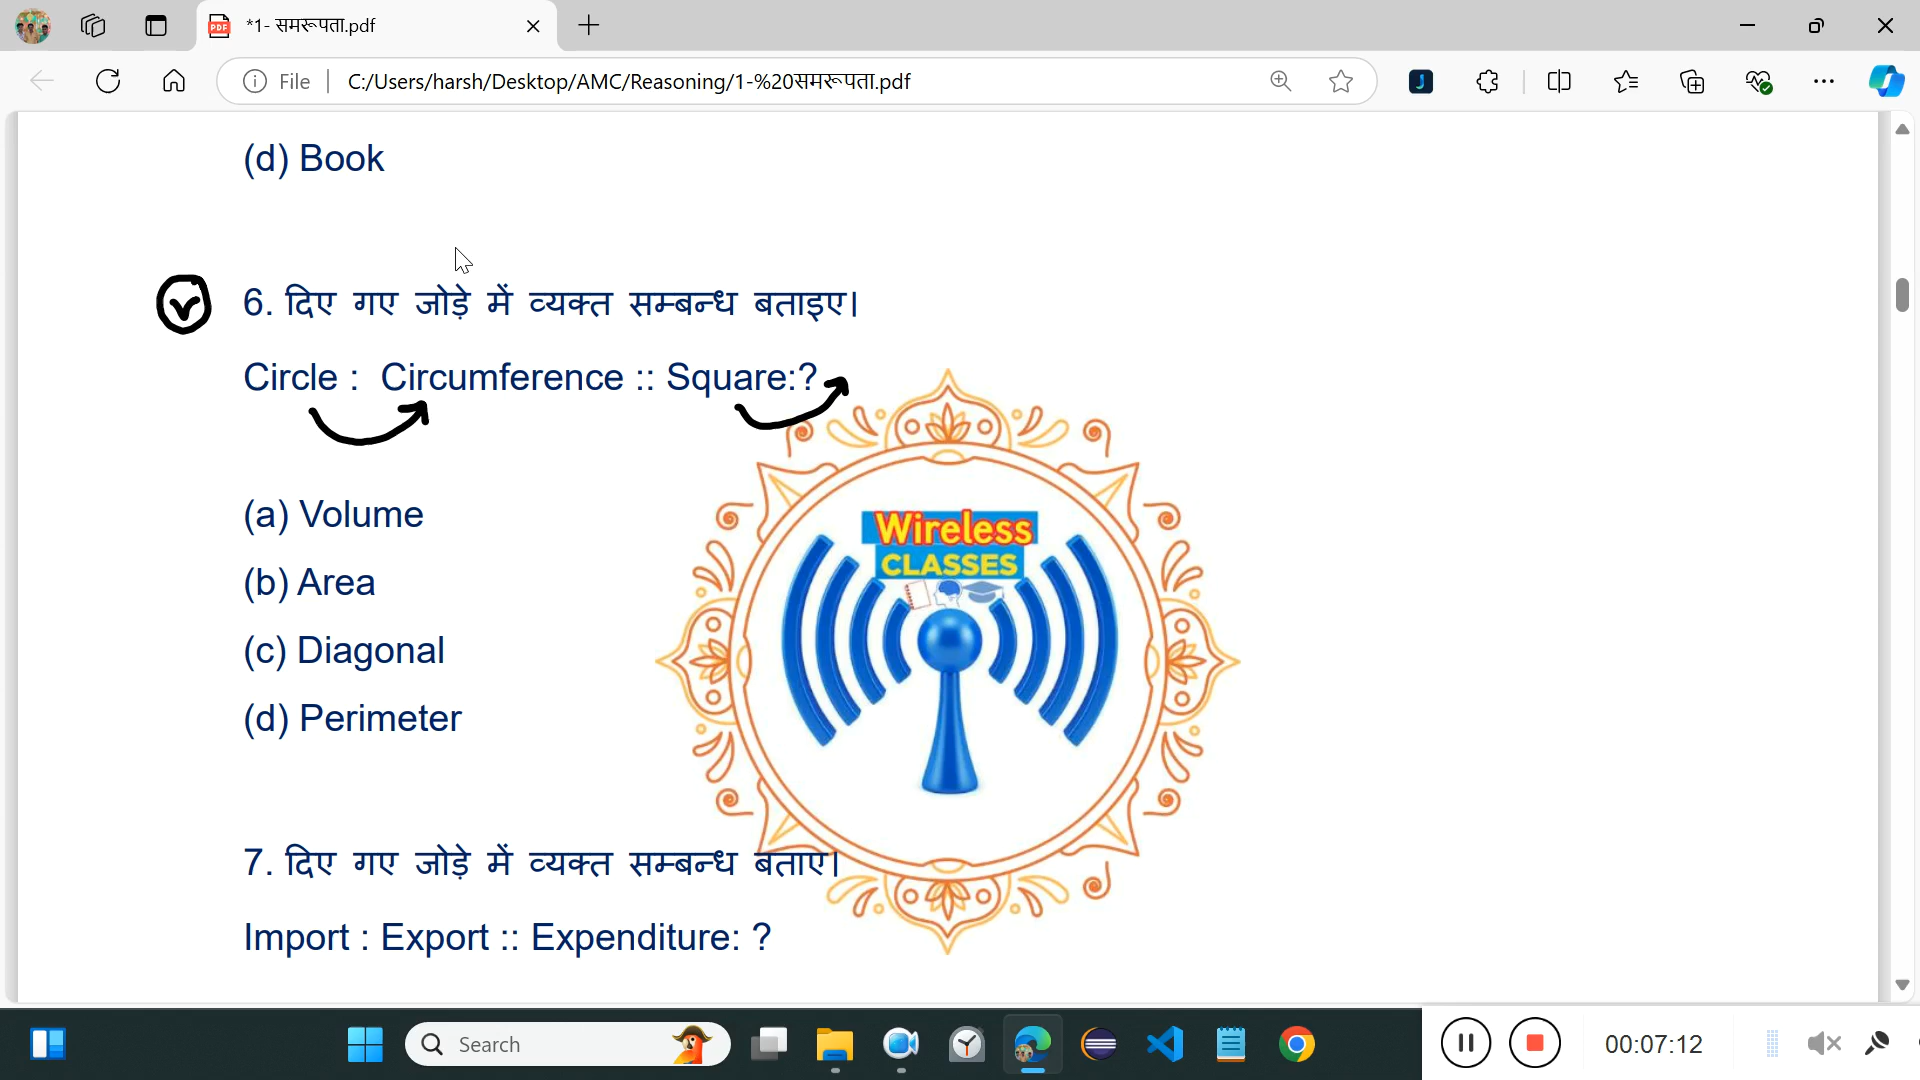 *1- समरूपता.pdf
File
C:/Users/harsh/Desktop/AMC/Reasoning/1-%20समरूपता.pdf
(d) Book
6. दिए गए जोड़े में व्यक्त सम्बन्ध बताइए।
Circle : Circumference :: Square:?
(a) Volume
(b) Area
(c) Diagonal
(d) Perimeter
Wireless
CLASSES
7. दिए गए जोड़े में व्यक्त सम्बन्ध बताए।
Import : Export :: Expenditure: ?
Search
00:07:12